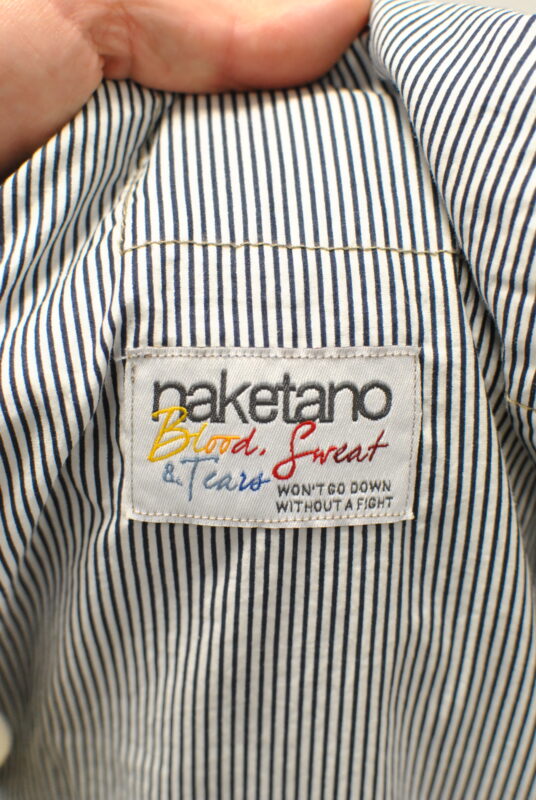 naketano
Blood, Sweat
& Tears
WON'T GO DOWN
WITHOUT A FIGHT